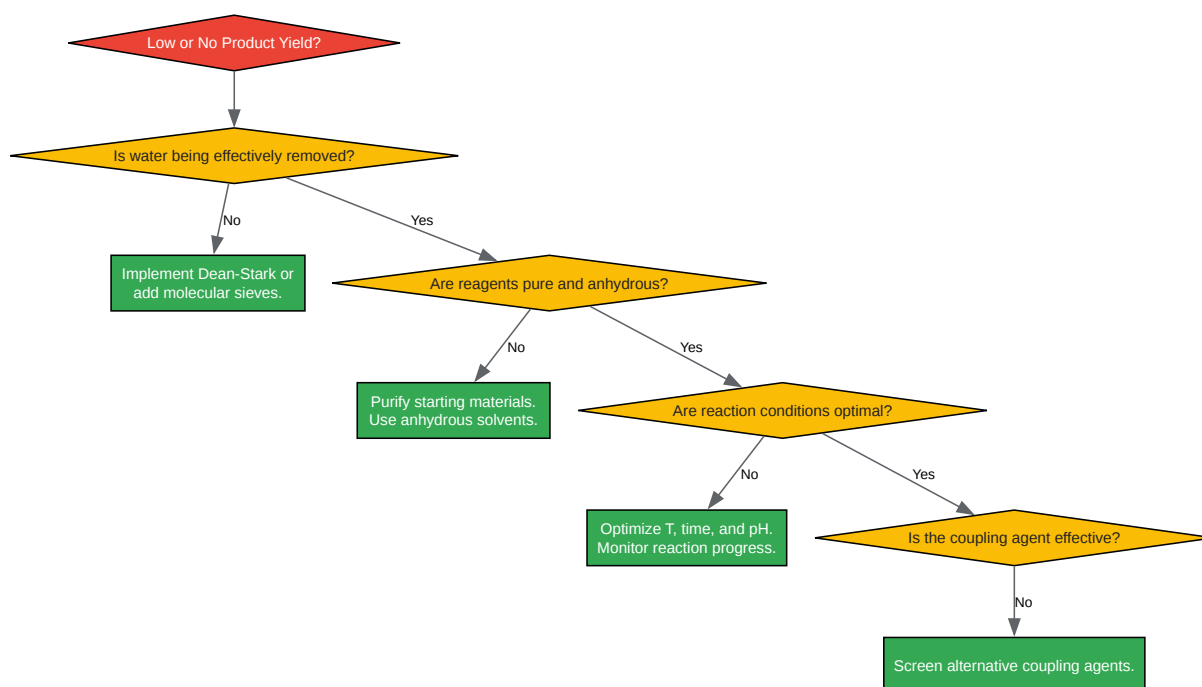 Low or No Product Yield?
Is water being effectively removed?
No
Yes
Implement Dean-Stark or
add molecular sieves.
Are reagents pure and anhydrous?
No
Yes
Purify starting materials.
Use anhydrous solvents.
Are reaction conditions optimal?
No
Yes
Optimize T, time, and pH.
Monitor reaction progress.
Is the coupling agent effective?
No
Screen alternative coupling agents.